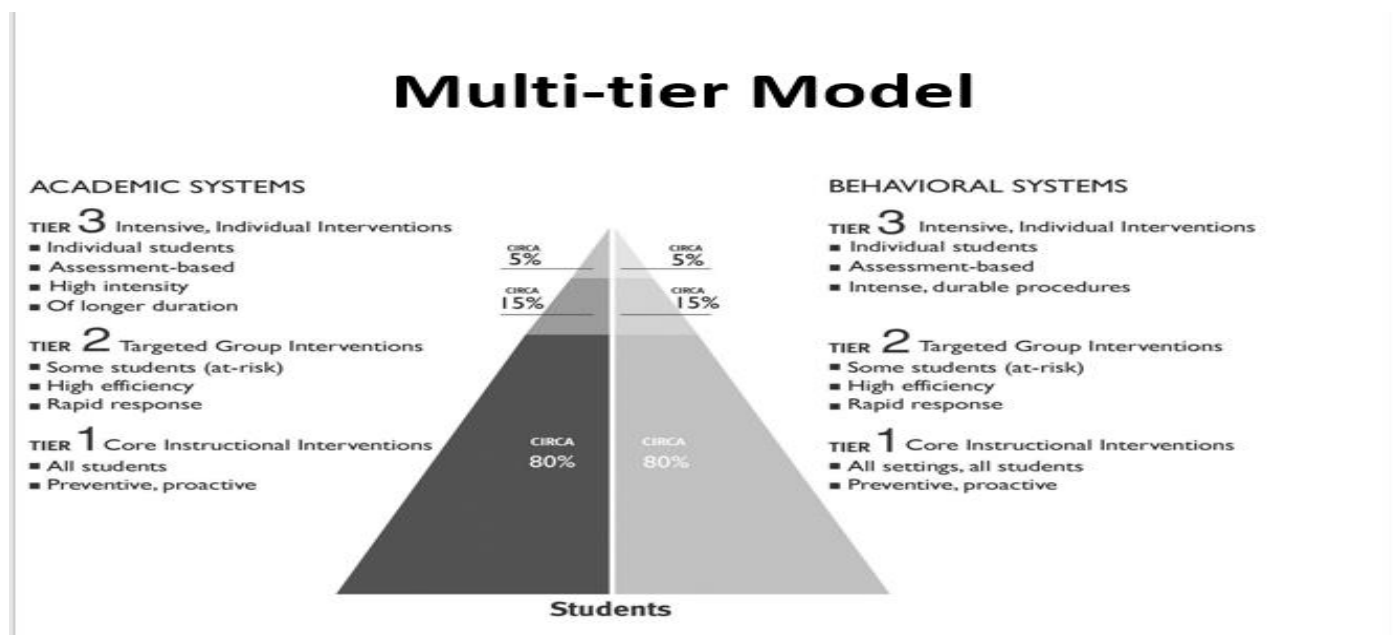 Multi-tier Model
ACADEMIC SYSTEMS
TIER 3 Intensive, Individual Interventions
■ Individual students
■ Assessment-based
■ High intensity
■ Of longer duration
TIER 2 Targeted Group Interventions
■ Some students (at-risk)
■ High efficiency
■ Rapid response
TIER 1 Core Instructional Interventions
■ All students
■ Preventive, proactive
CIRCA
5%
CIRCA
15%
CIRCA
80%
CIRCA
5%
CIRCA
15%
CIRCA
80%
Students
BEHAVIORAL SYSTEMS
TIER 3 Intensive, Individual Interventions
■ Individual students
■ Assessment-based
■ Intense, durable procedures
TIER 2 Targeted Group Interventions
■ Some students (at-risk)
■ High efficiency
■ Rapid response
TIER 1 Core Instructional Interventions
■ All settings, all students
■ Preventive, proactive